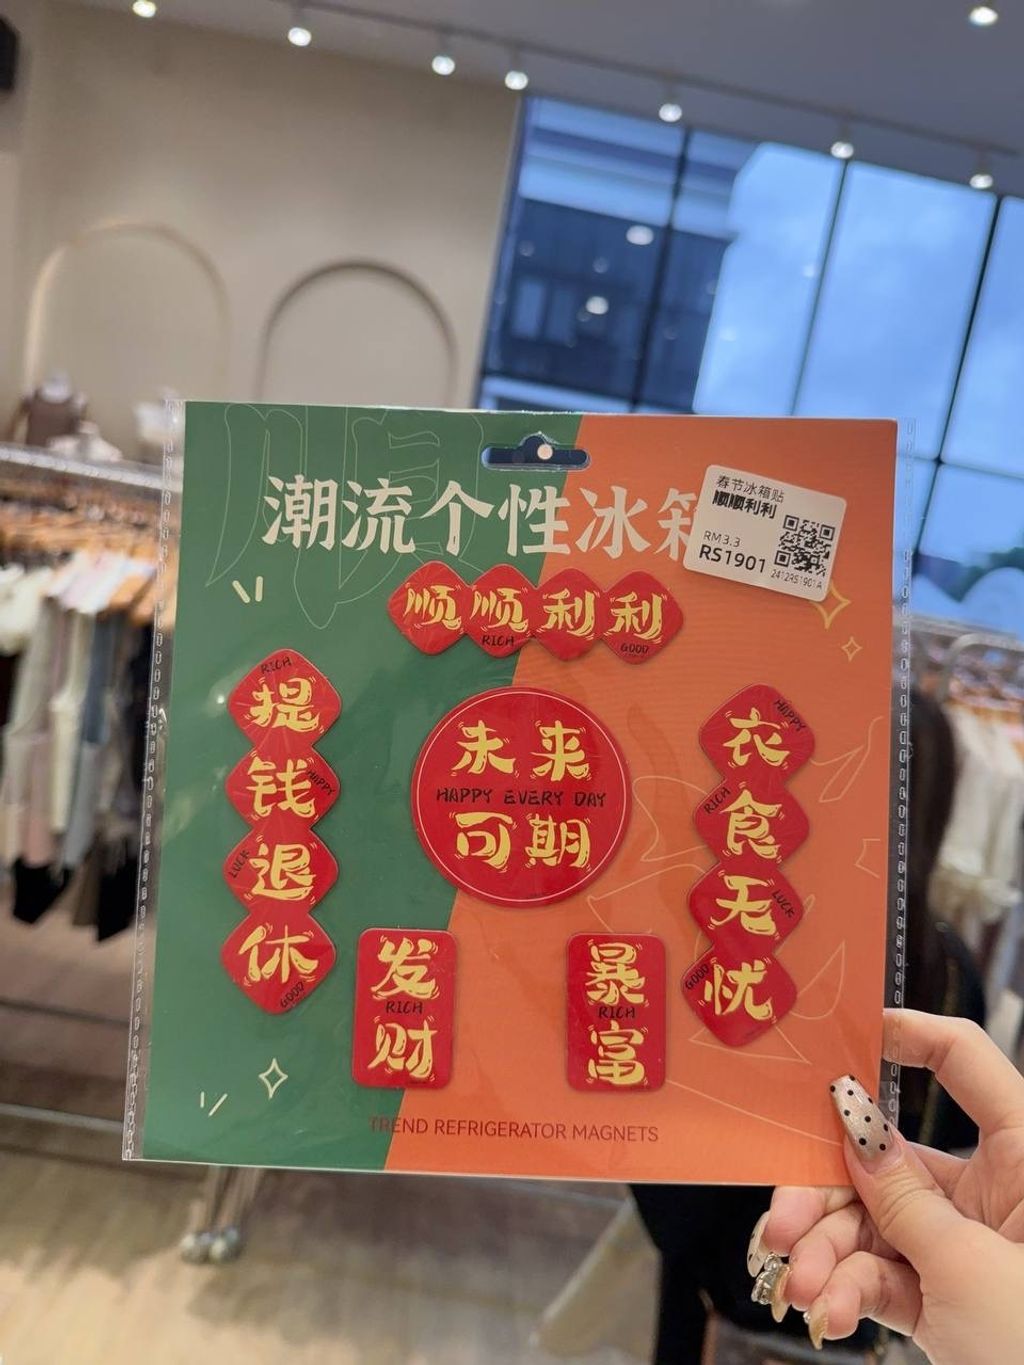 潮流个性冰箱
春节冰箱贴
顺顺利利
RM3.3
RS1901
2412RS1901A
顺顺利利
RICH
GOOD
RICH
提
钱
HAPPY
LUCK
退
休
GOOD
未来
HAPPY EVERY DAY
可期
HAPPY
衣
RICH
食
无
LUCK
GOOD
忧
发
RICH
财
暴
RICH
富
TREND REFRIGERATOR MAGNETS